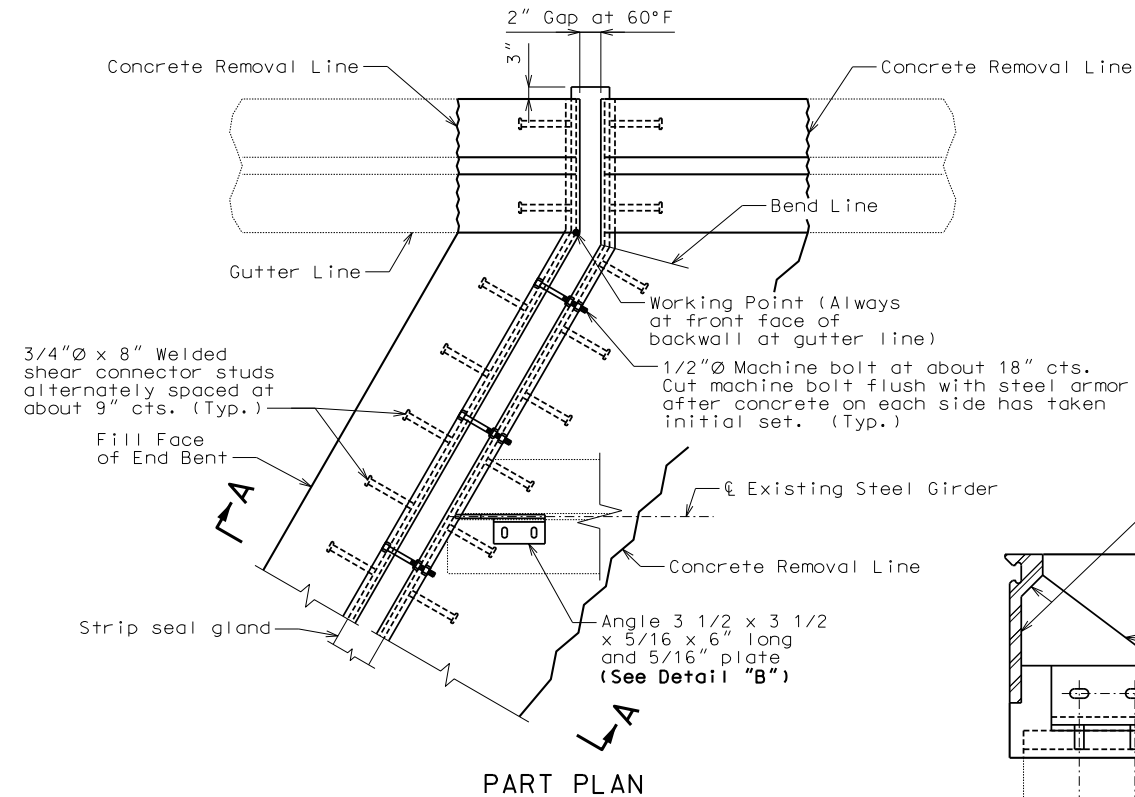 2" Gap at 60°F
3"
Concrete Removal Line
Concrete Removal Line
Bend Line
Gutter Line
Working Point (Always
at front face of
backwall at gutter line)
3/4"Ø x 8" Welded
shear connector studs
alternately spaced at
about 9" cts. (Typ.)
1/2"Ø Machine bolt at about 18" cts.
Cut machine bolt flush with steel armor
after concrete on each side has taken
initial set. (Typ.)
Fill Face
of End Bent
A
℄ Existing Steel Girder
Concrete Removal Line
Strip seal gland
Angle 3 1/2 x 3 1/2
x 5/16 x 6" long
and 5/16" plate
(See Detail "B")
A
PART PLAN